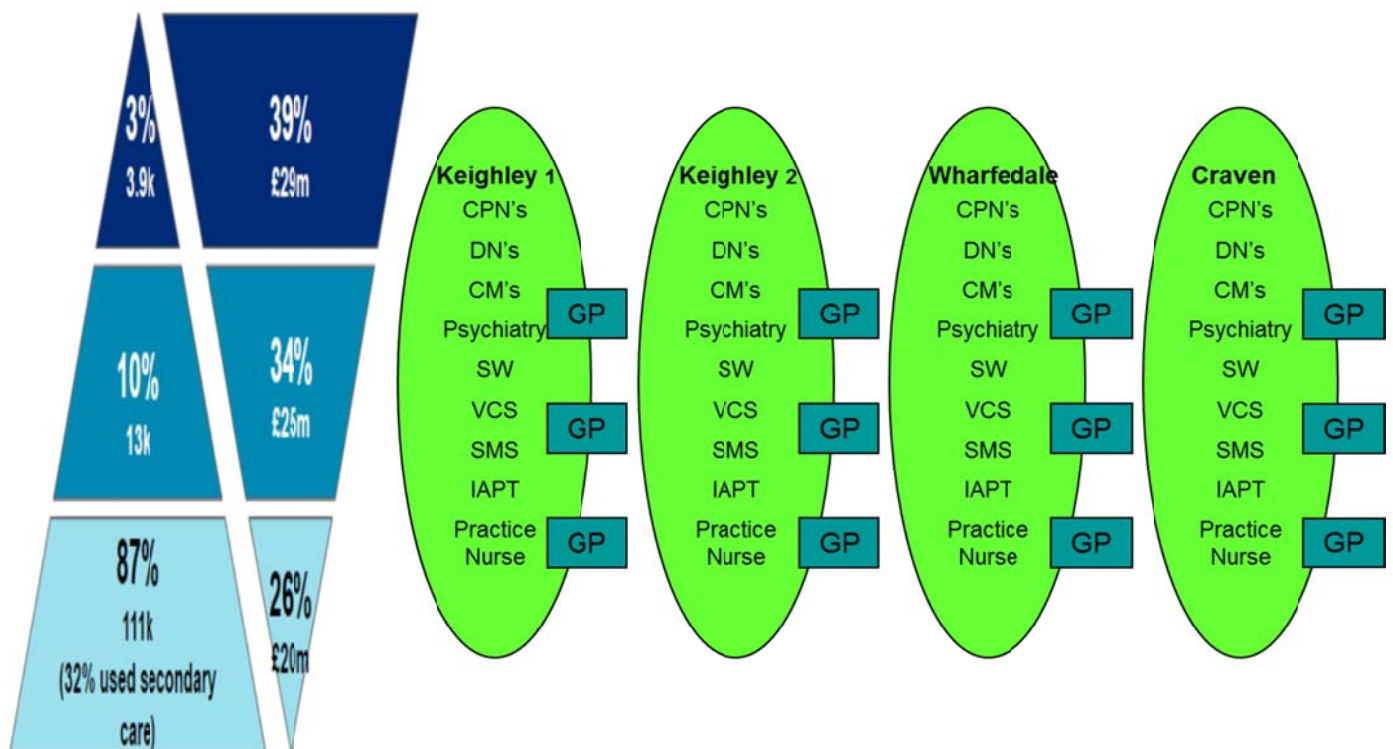 3%
3.9k
39%
£29m
10%
13k
34%
£25m
87%
111k
(32% used secondary
care)
26%
£20m
Keighley 1
CPN's
DN's
CM's
Psychiatry
SW
VCS
SMS
IAPT
Practice
Nurse
GP
GP
GP
Keighley 2
CPN's
DN's
CM's
Psychiatry
SW
VCS
SMS
IAPT
Practice
Nurse
GP
GP
GP
Wharfedale
CPN's
DN's
CM's
Psychiatry
SW
VCS
SMS
IAPT
Practice
Nurse
GP
GP
GP
Craven
CPN's
DN's
CM's
Psychiatry
SW
VCS
SMS
IAPT
Practice
Nurse
GP
GP
GP